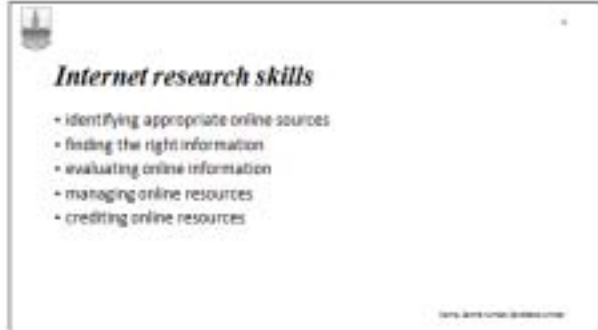 Internet research skills
• identifying appropriate online sources
• finding the right information
• evaluating online information
• managing online resources
• crediting online resources